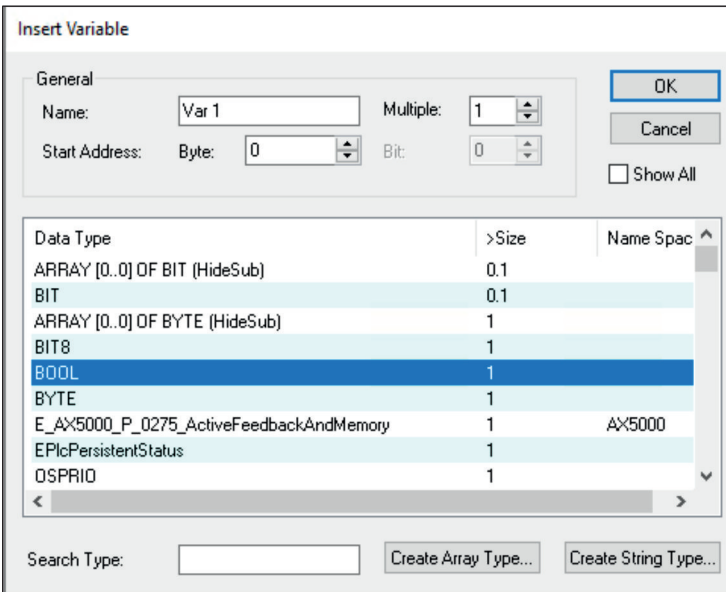 Insert Variable
General
Name: Var 1 Multiple: 1
OK
Start Address: Byte: 0 Bit: 0
Cancel
Show All
Data Type >Size Name Spac
ARRAY [0..0] OF BIT (HideSub) 0.1
BIT 0.1
ARRAY [0..0] OF BYTE (HideSub) 1
BIT8 1
BOOL 1
BYTE 1
E_AX5000_P_0275_ActiveFeedbackAndMemory 1 AX5000
EPlcPersistentStatus 1
OSPRIO 1
Search Type: Create Array Type... Create String Type...